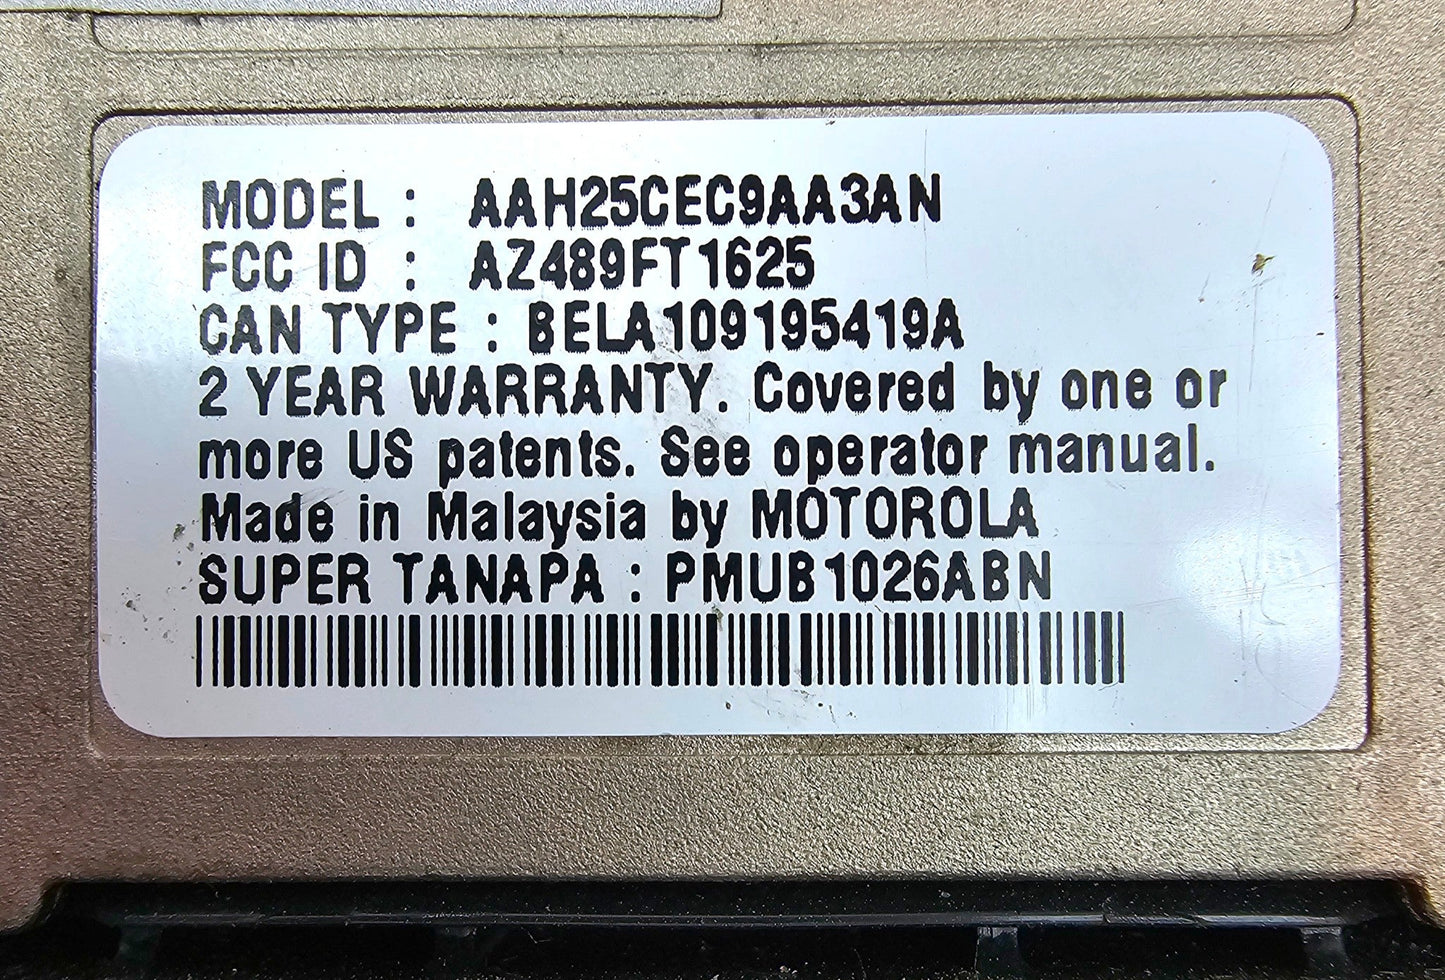 MODEL : AAH25CEC9AA3AN
FCC ID : AZ489FT1625
CAN TYPE : BELA109195419A
2 YEAR WARRANTY. Covered by one or
more US patents. See operator manual.
Made in Malaysia by MOTOROLA
SUPER TANAPA : PMUB1026ABN